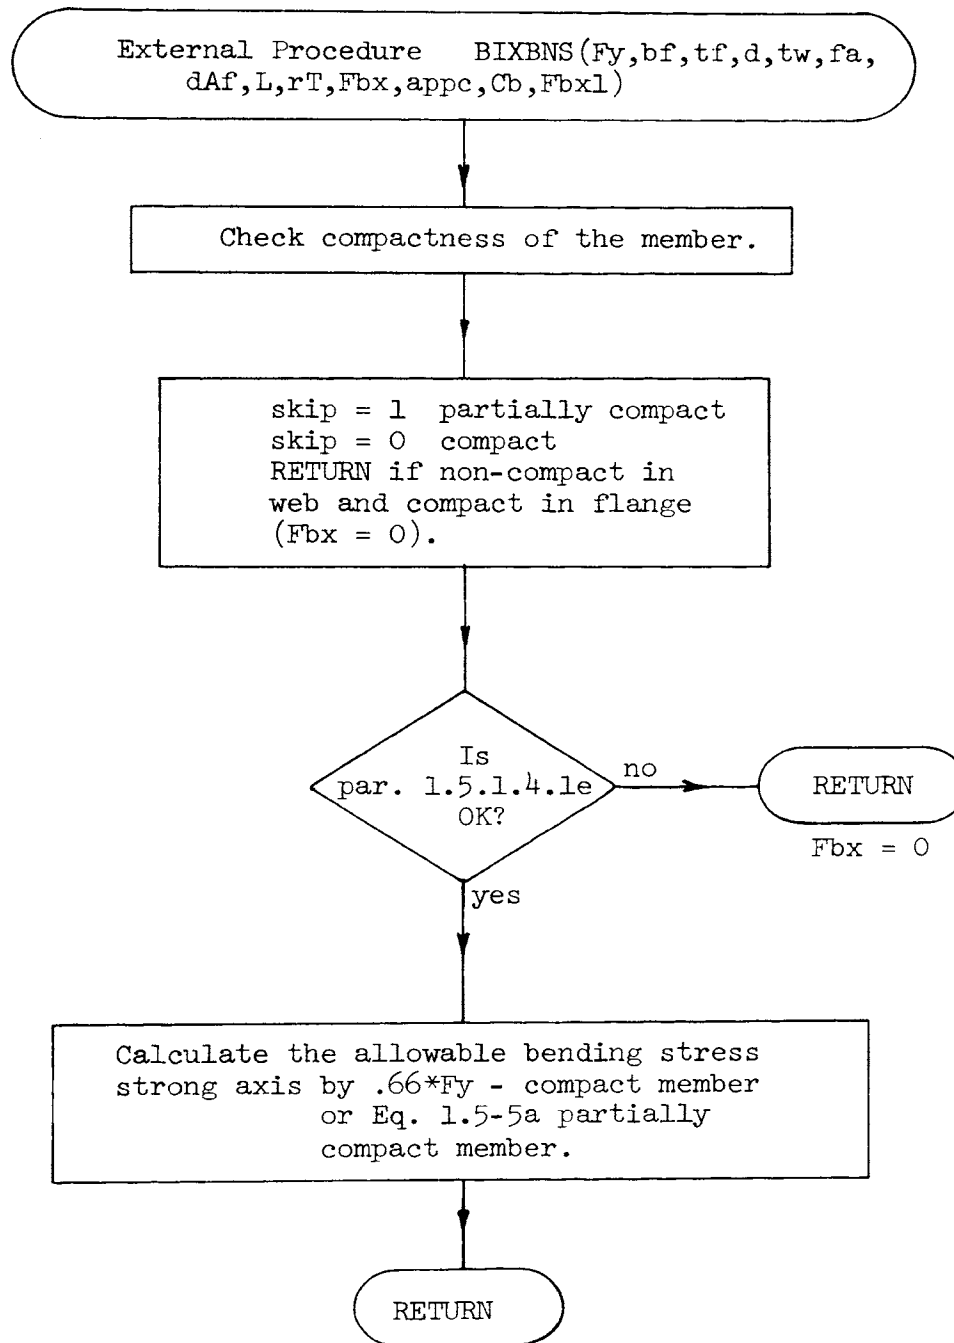 External Procedure BIXBNS(Fy,bf,tf,d,tw,fa,
dAf,L,rT,Fbx,appc,Cb,Fbxl)
Check compactness of the member.
skip = 1 partially compact
skip = 0 compact
RETURN if non-compact in
web and compact in flange
(Fbx = 0).
Is
par. 1.5.1.4.1e
OK?
no
RETURN
Fbx = 0
yes
Calculate the allowable bending stress
strong axis by .66*Fy - compact member
or Eq. 1.5-5a partially
compact member.
RETURN